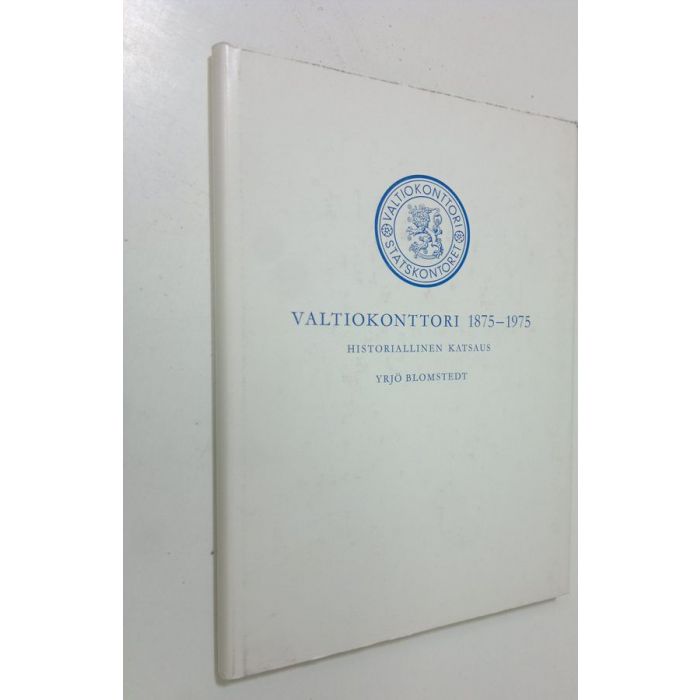 VALTIOKONTTORI
STATSKONTORET
VALTIOKONTTORI 1875–1975
HISTORIALLINEN KATSAUS
YRJÖ BLOMSTEDT